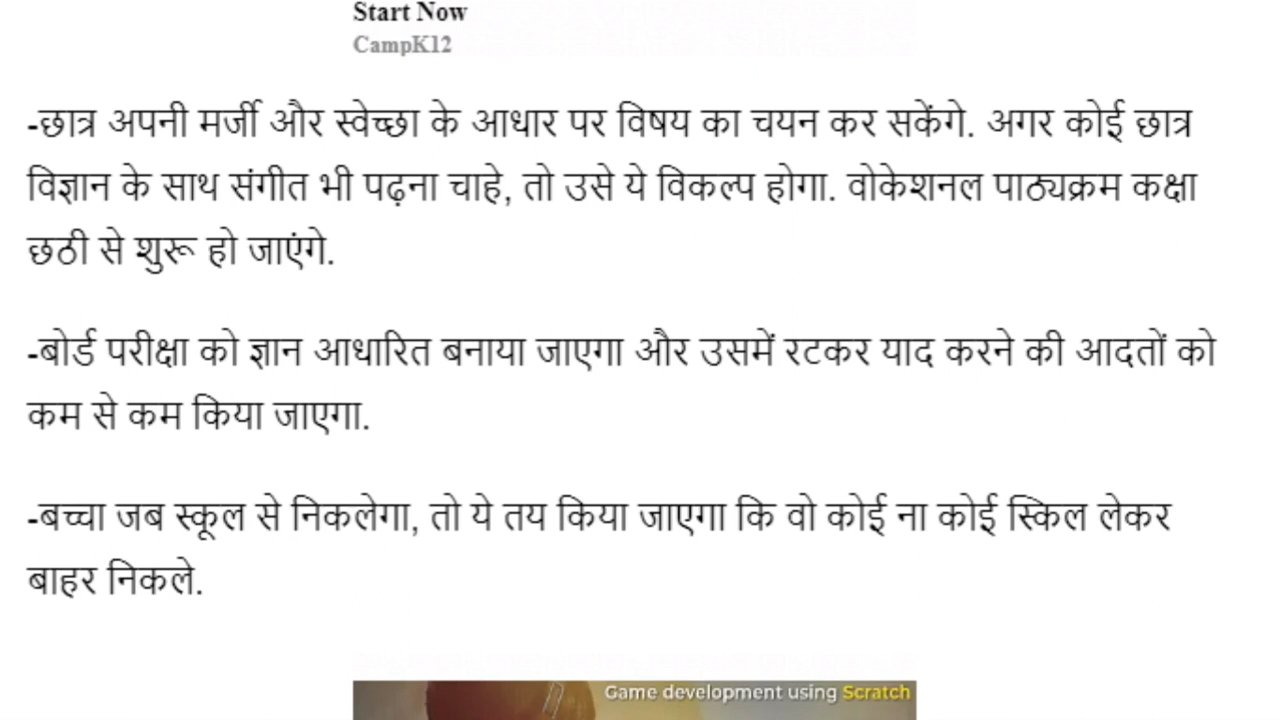 Start Now
CampK12
-छात्र अपनी मर्जी और स्वेच्छा के आधार पर विषय का चयन कर सकेंगे. अगर कोई छात्र
विज्ञान के साथ संगीत भी पढ़ना चाहे, तो उसे ये विकल्प होगा. वोकेशनल पाठ्यक्रम कक्षा
छठी से शुरू हो जाएंगे.
-बोर्ड परीक्षा को ज्ञान आधारित बनाया जाएगा और उसमें रटकर याद करने की आदतों को
कम से कम किया जाएगा.
-बच्चा जब स्कूल से निकलेगा, तो ये तय किया जाएगा कि वो कोई ना कोई स्किल लेकर
बाहर निकले.
Game development using Scratch